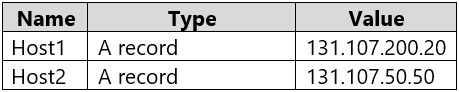 Name Type Value
Host1 A record 131.107.200.20
Host2 A record 131.107.50.50